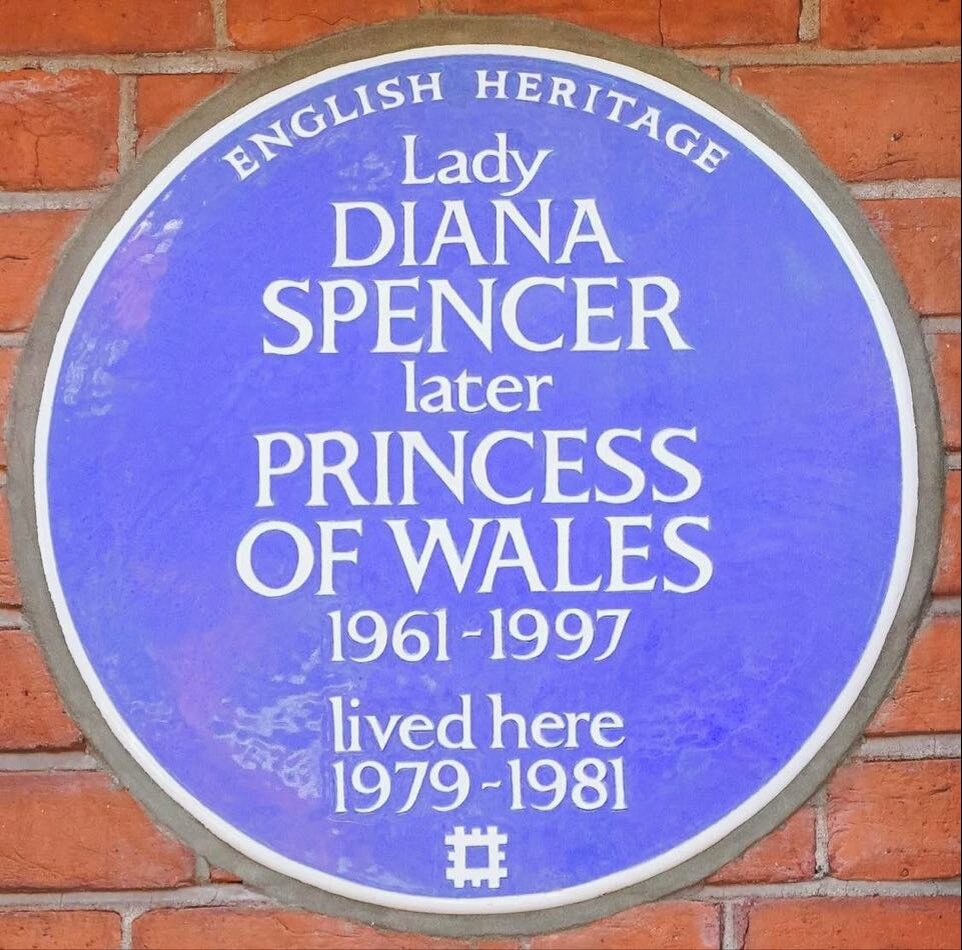 ENGLISH HERITAGE
Lady
DIANA
SPENCER
later
PRINCESS
OF WALES
1961-1997
lived here
1979-1981